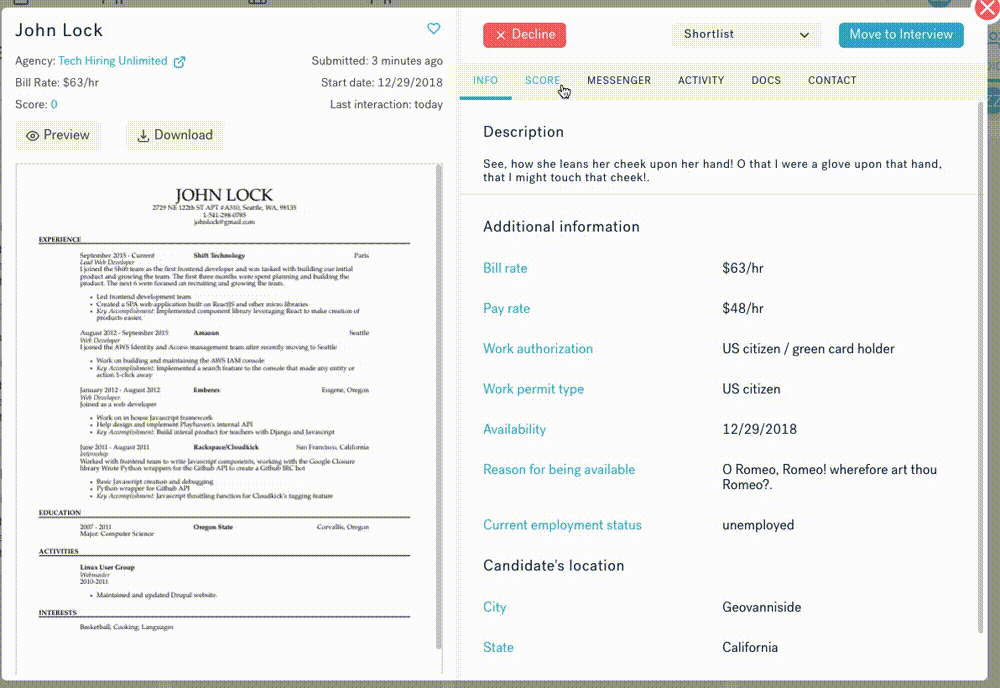 John Lock
Agency: Tech Hiring Unlimited
Submitted: 3 minutes ago
Bill Rate: $63/hr
Start date: 12/29/2018
Score: 0
Last interaction: today
Preview
Download
JOHN LOCK
2729 NE 122th ST APT #A310, Seattle, WA, 98135
1-541-298-0785
johnlock@gmail.com
EXPERIENCE
September 2015 - Current Shift Technology Paris
Lead Web Developer
I joined the Shift team as the first frontend developer and was tasked with building our initial
product and growing the team. The first three months were spent planning and building the
product. The next 6 were focused on recruiting and growing the team.
• Led frontend development team
• Created a SPA web application built on ReactJS and other micro libraries
• Key Accomplishment: Implemented component library leveraging React to make creation of
products easier.
August 2012 - September 2015 Amazon Seattle
Web Developer
I joined the AWS Identity and Access management team after recently moving to Seattle
• Work on building and maintaining the AWS IAM console
• Key Accomplishment: Implemented a search feature to the console that made any entity or
action 1-click away
January 2012 - August 2012 Emberex Eugene, Oregon
Web Developer
Joined as a web developer
• Work on in house Javascript framework
• Help design and implement Playhaven's internal API
• Key Accomplishment: Build interal product for teachers with Django and Javascript
June 2011 - August 2011 Rackspace/Cloudkick San Francisco, California
Internship
Worked with frontend team to write Javascript components, working with the Google Closure
library Wrote Python wrappers for the Github API to create a Github IRC bot
• Basic Javascript creation and debugging
• Python wrapper for Github API
• Key Accomplishment: Javascript throttling function for Cloudkick's tagging feature
EDUCATION
2007 - 2011 Oregon State Corvallis, Oregon
Major: Computer Science
ACTIVITIES
Linux User Group
Webmaster
2010-2011
• Maintained and updated Drupal website.
INTERESTS
Basketball, Cooking, Languages
Decline
Shortlist
Move to Interview
INFO SCORE MESSENGER ACTIVITY DOCS CONTACT
Description
See, how she leans her cheek upon her hand! O that I were a glove upon that hand,
that I might touch that cheek!.
Additional information
Bill rate $63/hr
Pay rate $48/hr
Work authorization US citizen / green card holder
Work permit type US citizen
Availability 12/29/2018
Reason for being available O Romeo, Romeo! wherefore art thou
Romeo?.
Current employment status unemployed
Candidate's location
City Geovanniside
State California